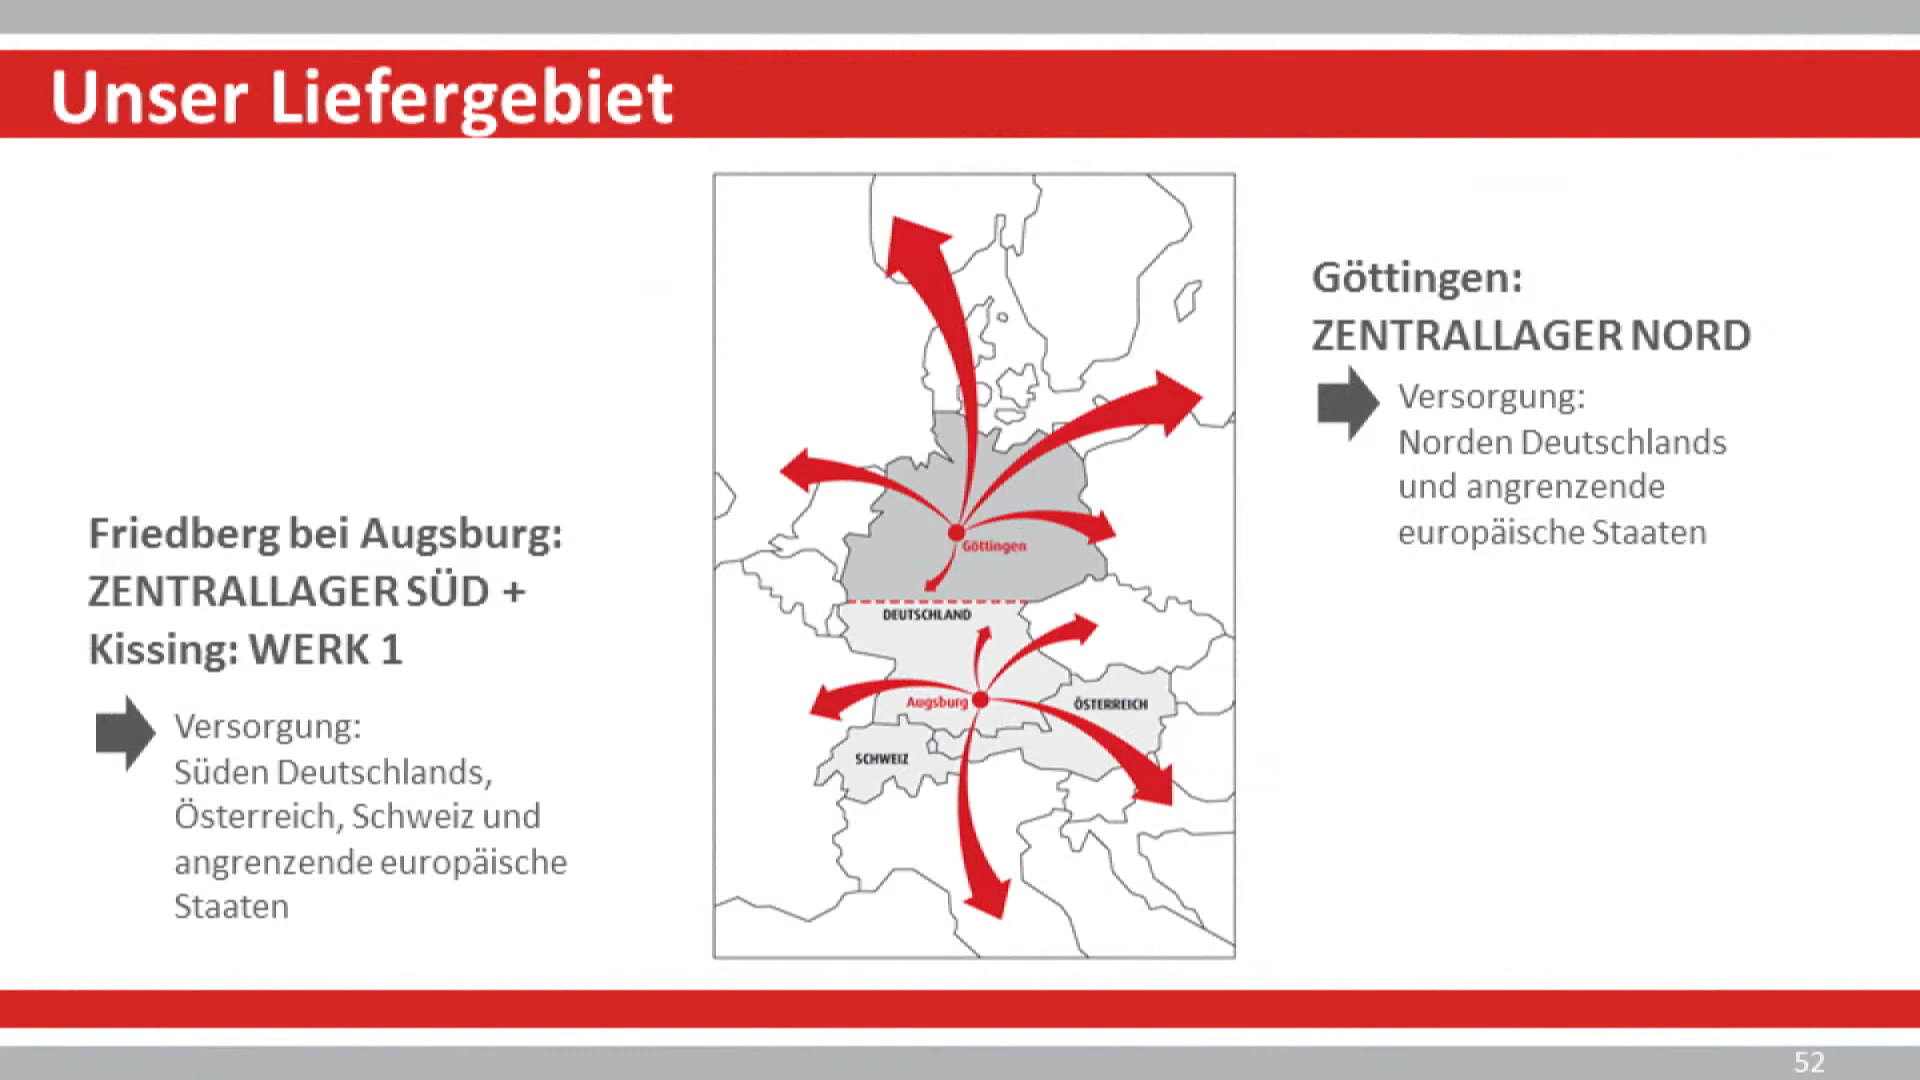 Unser Liefergebiet
Friedberg bei Augsburg:
ZENTRALLAGER SÜD +
Kissing: WERK 1
Versorgung:
Süden Deutschlands,
Österreich, Schweiz und
angrenzende europäische
Staaten
Göttingen
DEUTSCHLAND
Augsburg
ÖSTERREICH
SCHWEIZ
Göttingen:
ZENTRALLAGER NORD
Versorgung:
Norden Deutschlands
und angrenzende
europäische Staaten
52